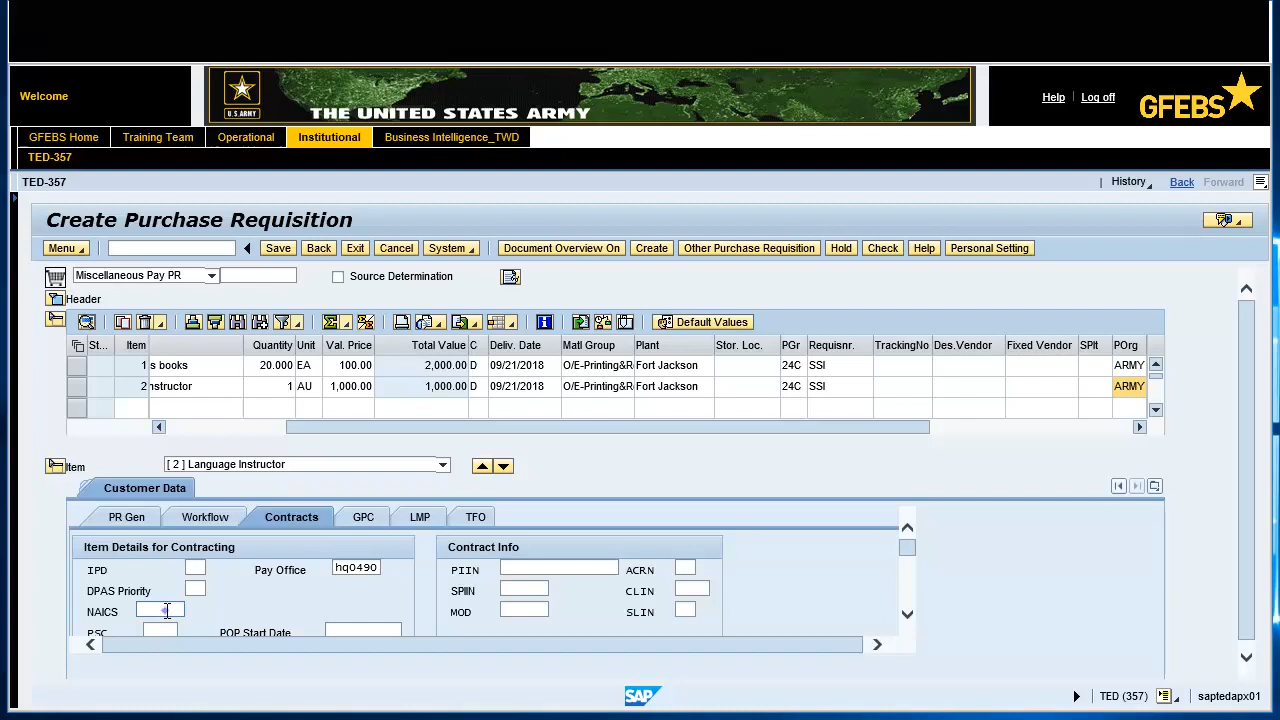 Welcome
U.S.ARMY
THE UNITED STATES ARMY
Help Log off
GFEBS
GFEBS Home Training Team Operational Institutional Business Intelligence_TWD
TED-357
TED-357 History Back Forward
Create Purchase Requisition
Menu Save Back Exit Cancel System Document Overview On Create Other Purchase Requisition Hold Check Help Personal Setting
Miscellaneous Pay PR Source Determination
Header
Default Values
St... Item Quantity Unit Val. Price Total Value C Deliv. Date Matl Group Plant Stor. Loc. PGr Requisnr. TrackingNo Des.Vendor Fixed Vendor SPlt POrg
1 s books 20.000 EA 100.00 2,000.00 D 09/21/2018 O/E-Printing&R Fort Jackson 24C SSI ARMY
2 nstructor 1 AU 1,000.00 1,000.00 D 09/21/2018 O/E-Printing&R Fort Jackson 24C SSI ARMY
Item [ 2 ] Language Instructor
Customer Data
PR Gen Workflow Contracts GPC LMP TFO
Item Details for Contracting Contract Info
IPD Pay Office hq0490 PIIN ACRN
DPAS Priority SPIIN CLIN
NAICS MOD SLIN
PSC POP Start Date
SAP TED (357) saptedapx01